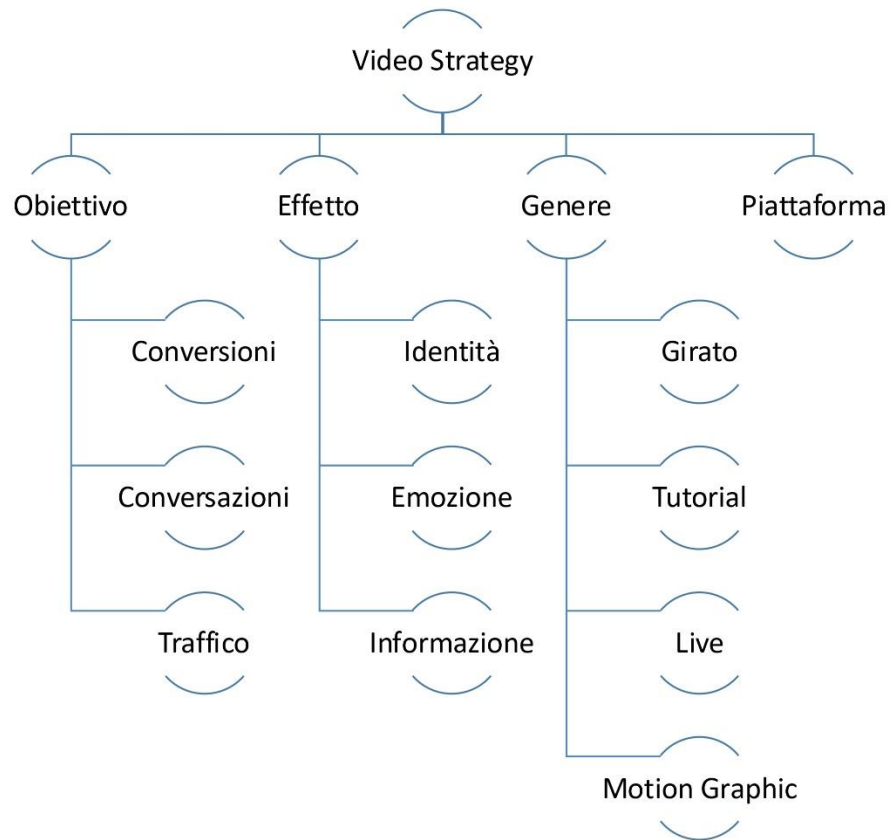 Video Strategy
Obiettivo
Effetto
Genere
Piattaforma
Conversioni
Identità
Girato
Conversazioni
Emozione
Tutorial
Traffico
Informazione
Live
Motion Graphic